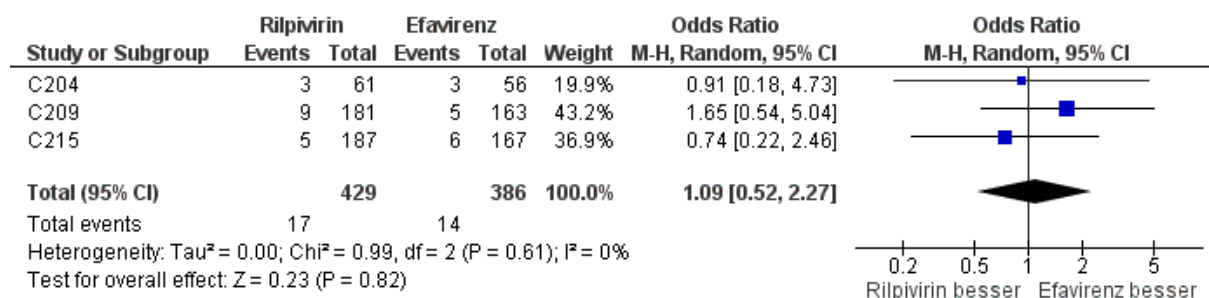 Rilpivirin Efavirenz Odds Ratio Odds Ratio
Study or Subgroup Events Total Events Total Weight M-H, Random, 95% CI M-H, Random, 95% CI
C204 3 61 3 56 19.9% 0.91 [0.18, 4.73]
C209 9 181 5 163 43.2% 1.65 [0.54, 5.04]
C215 5 187 6 167 36.9% 0.74 [0.22, 2.46]
Total (95% CI) 429 386 100.0% 1.09 [0.52, 2.27]
Total events 17 14
Heterogeneity: Tau² = 0.00; Chi² = 0.99, df = 2 (P = 0.61); I² = 0%
Test for overall effect: Z = 0.23 (P = 0.82)
0.2 0.5 1 2 5
Rilpivirin besser Efavirenz besser